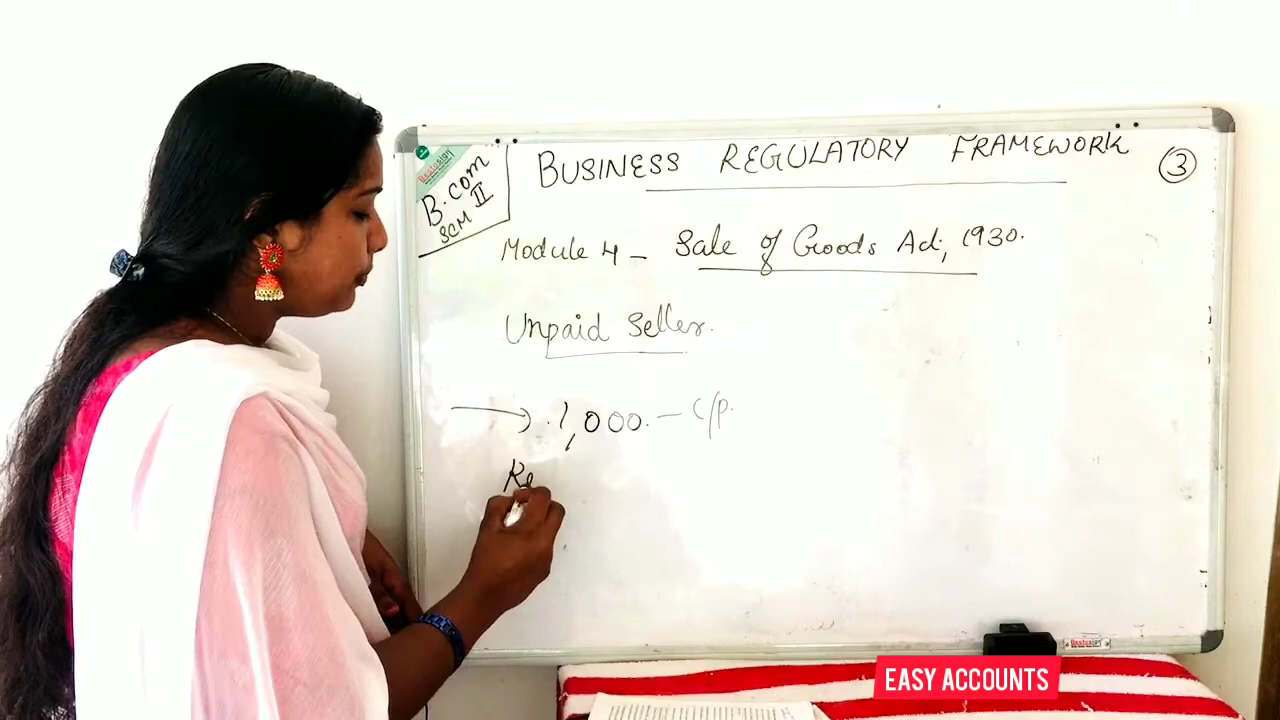 BUSINESS REGULATORY FRAMEWORK
3
B.com
SEM II
Module 4 - Sale of Goods Act, 1930.
Unpaid Seller.
→ 1,000. - C/P.
Re
EASY ACCOUNTS